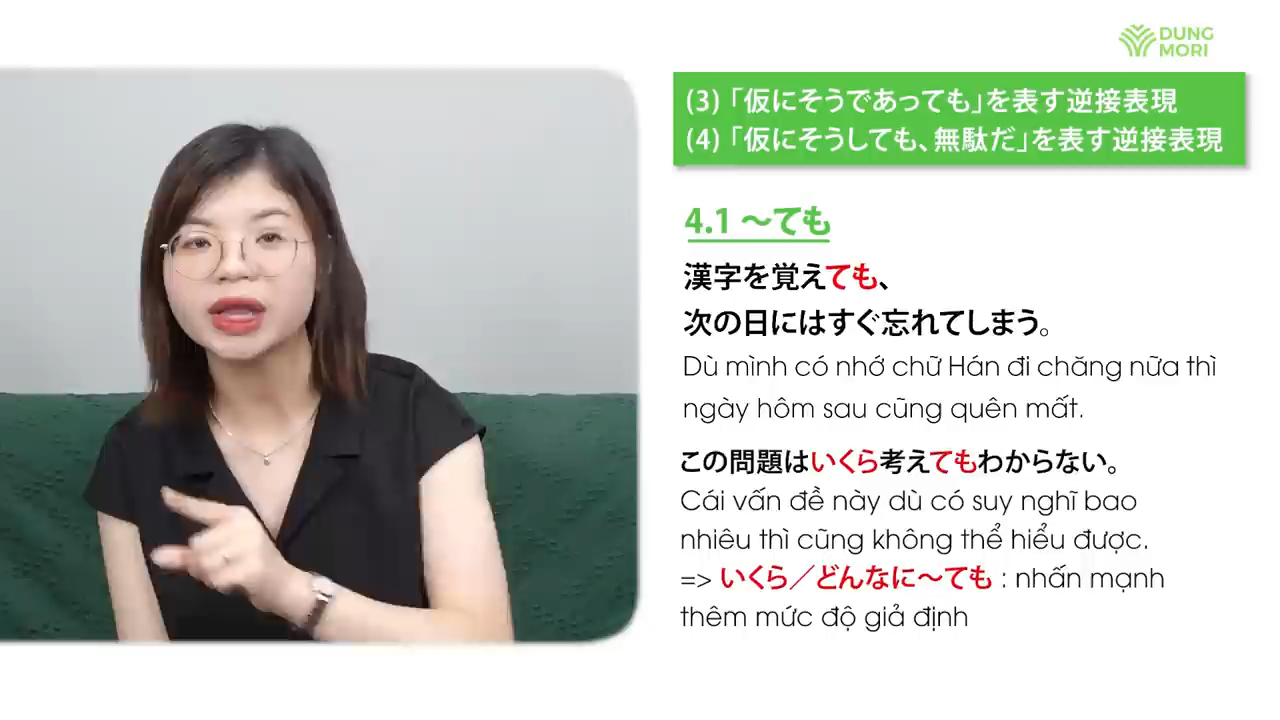 DUNG
MORI
(3) 「仮にそうであっても」を表す逆接表現
(4) 「仮にそうしても、無駄だ」を表す逆接表現
4.1 〜ても
漢字を覚えても、
次の日にはすぐ忘れてしまう。
Dù mình có nhớ chữ Hán đi chăng nữa thì
ngày hôm sau cũng quên mất.
この問題はいくら考えてもわからない。
Cái vấn đề này dù có suy nghĩ bao
nhiêu thì cũng không thể hiểu được.
=> いくら／どんなに〜ても : nhấn mạnh
thêm mức độ giả định